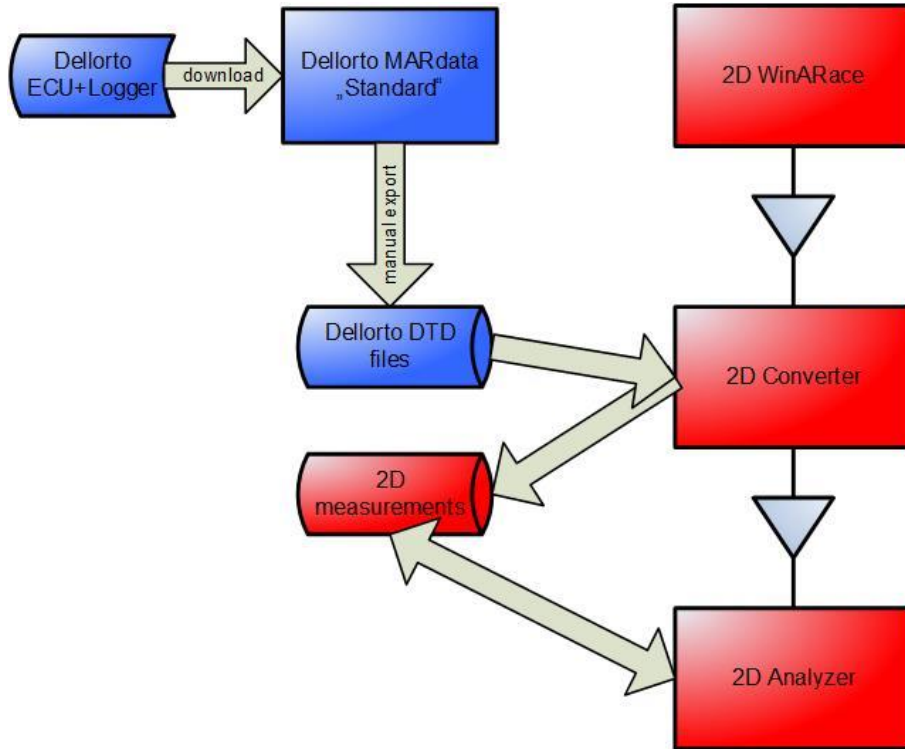 Dellorto
ECU+Logger
download
Dellorto MARdata
„Standard“
2D WinARace
manual export
Dellorto DTD
files
2D Converter
2D
measurements
2D Analyzer